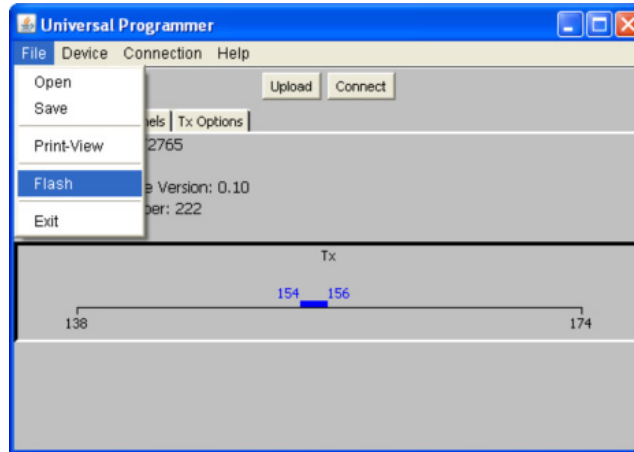 Universal Programmer
File Device Connection Help
Open
Save
Print-View
Flash
Exit
Upload Connect
nels Tx Options
2765
e Version: 0.10
ber: 222
Tx
154 156
138 174